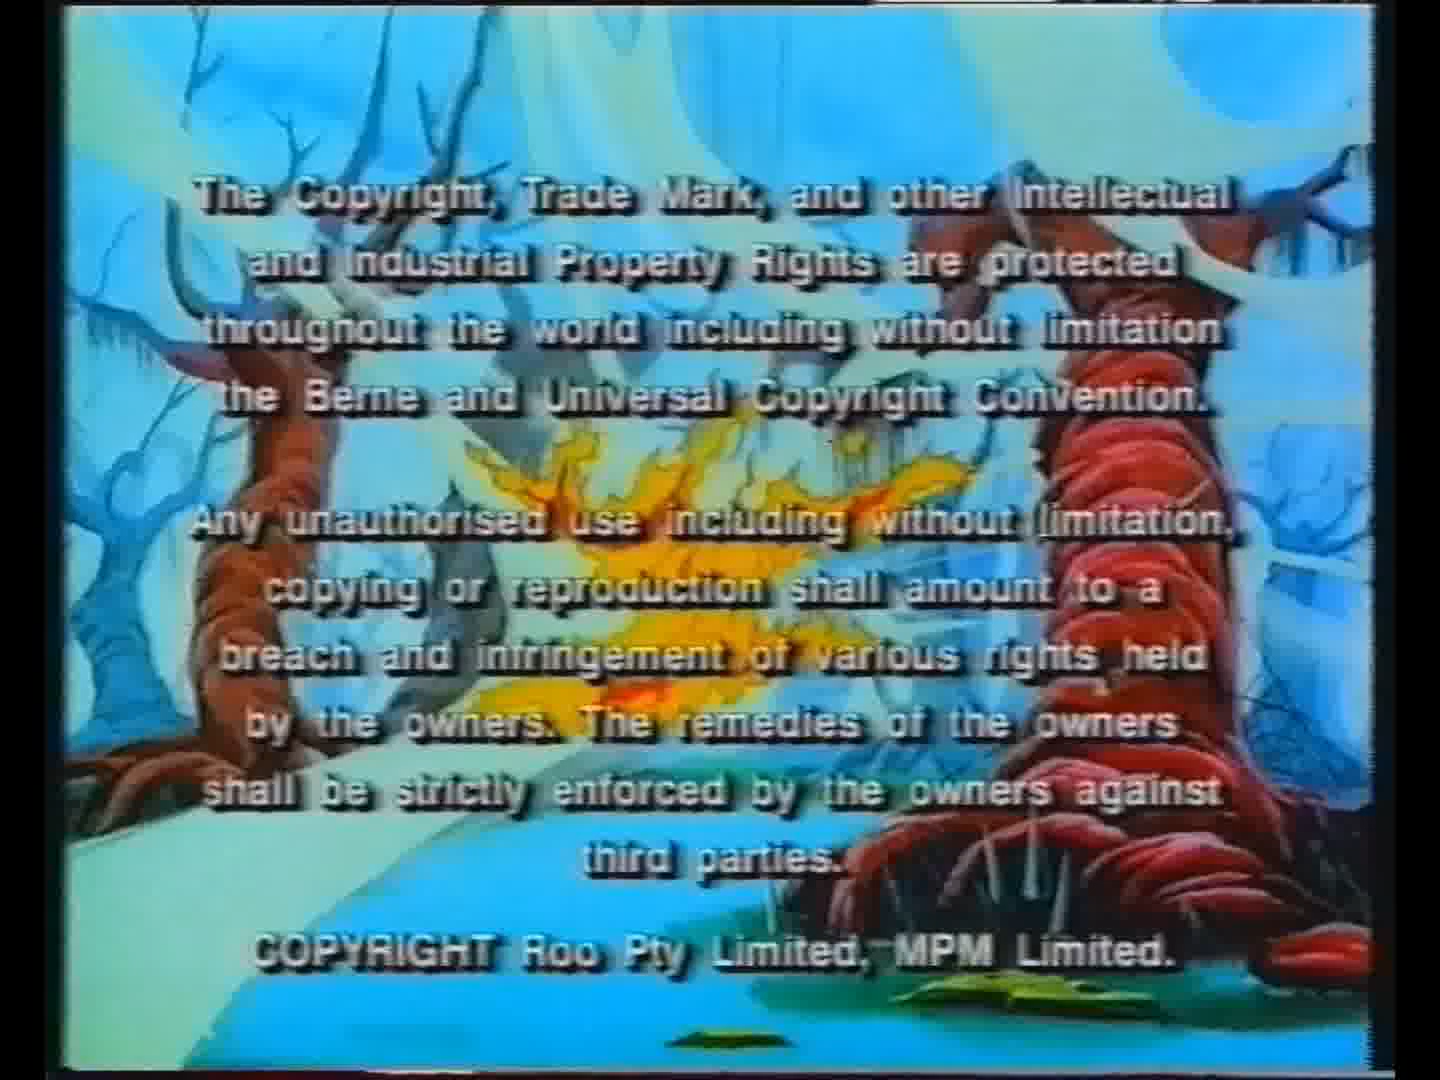 The Copyright, Trade Mark, and other Intellectual
and Industrial Property Rights are protected
throughout the world including without limitation
the Berne and Universal Copyright Convention.
Any unauthorised use including without limitation,
copying or reproduction shall amount to a
breach and infringement of various rights held
by the owners. The remedies of the owners
shall be strictly enforced by the owners against
third parties.
COPYRIGHT Roo Pty Limited, MPM Limited.